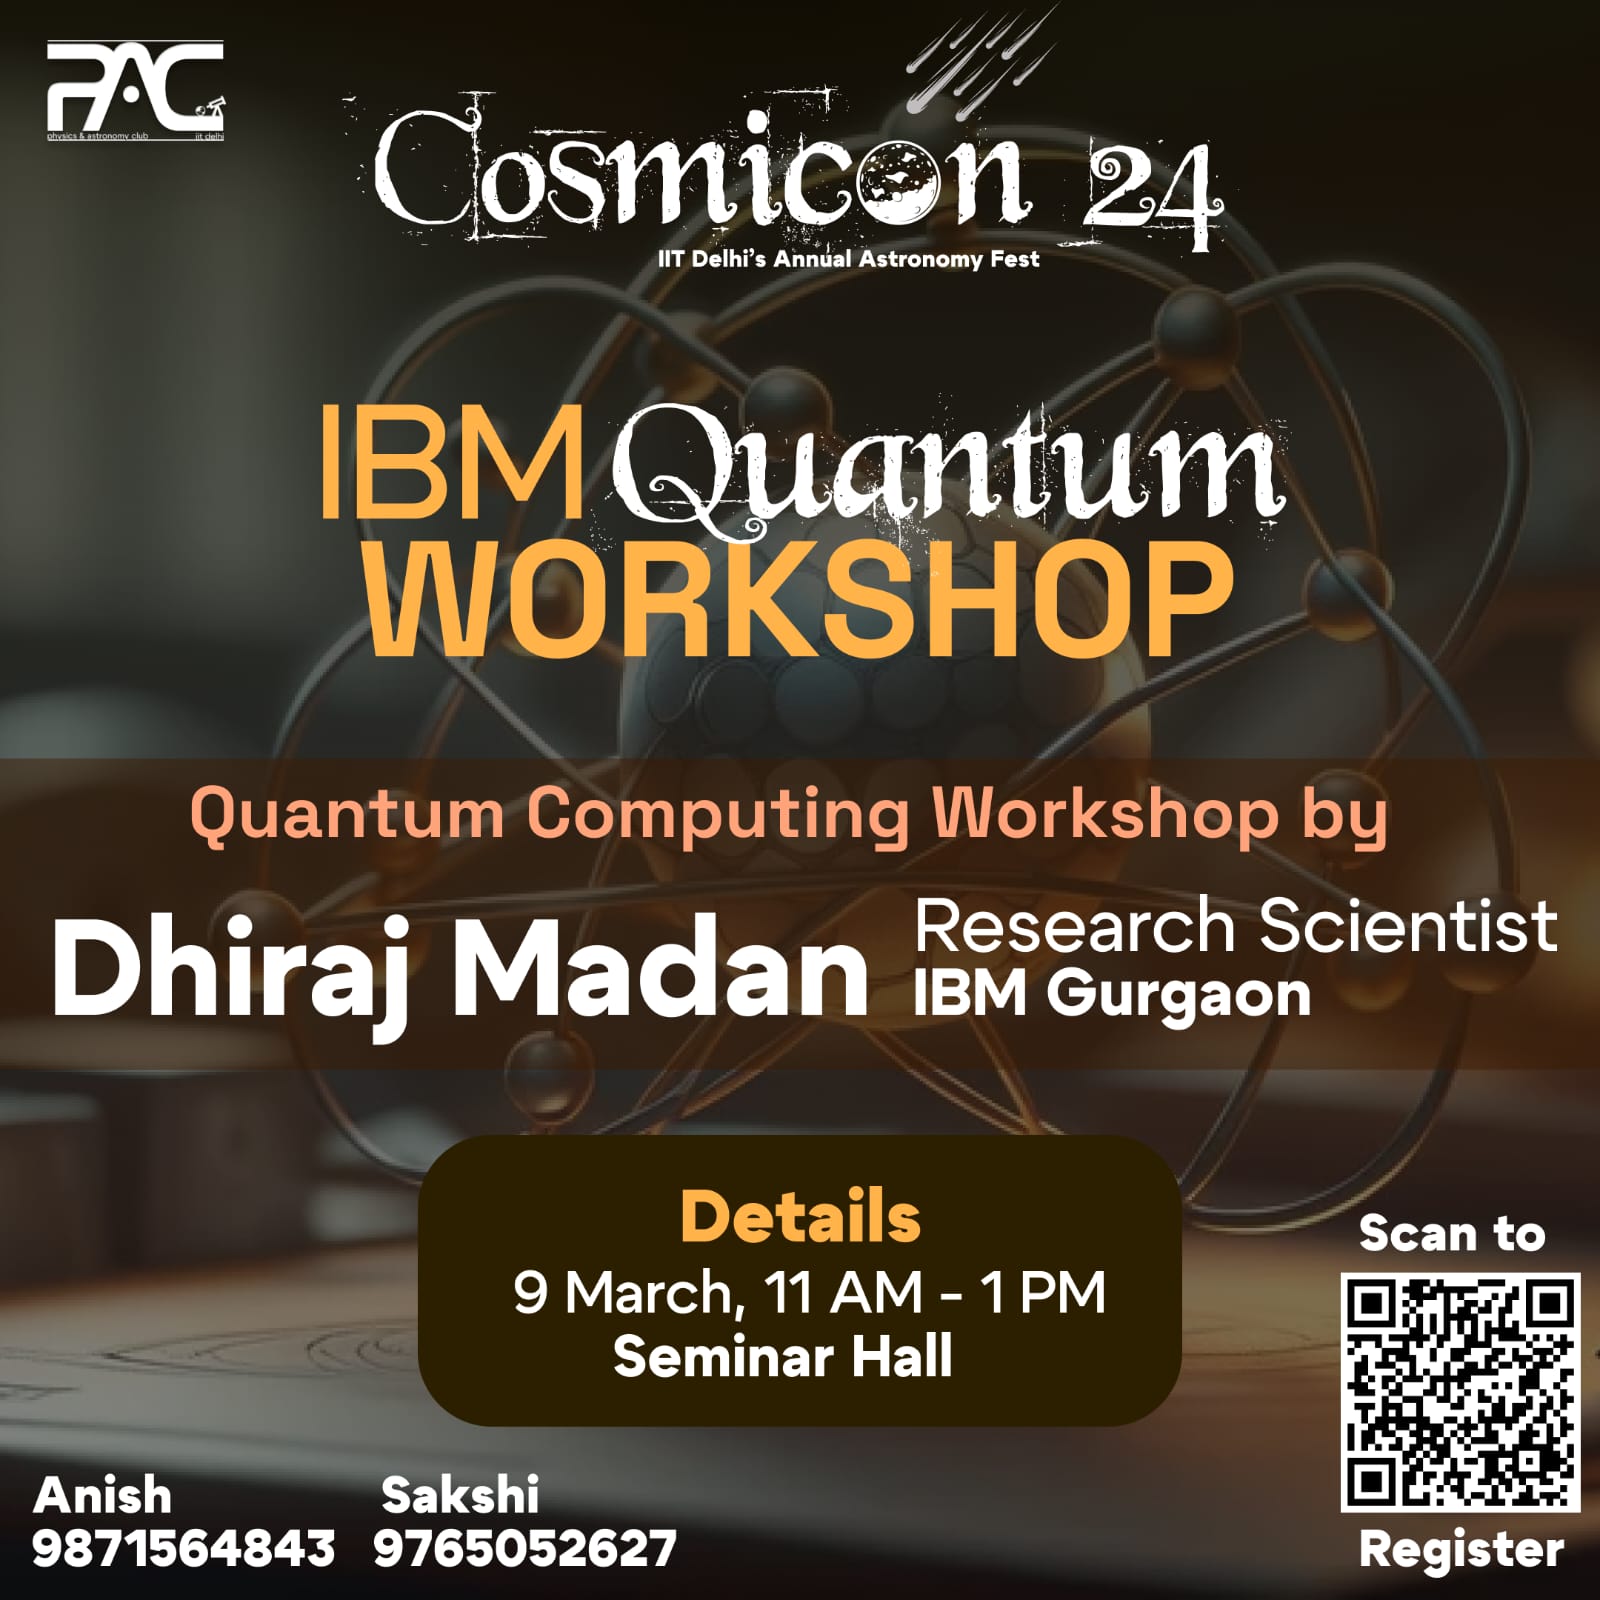 PAC
physics & astronomy club iit delhi
Cosmicon 24
IIT Delhi's Annual Astronomy Fest
IBM Quantum
WORKSHOP
Quantum Computing Workshop by
Dhiraj Madan
Research Scientist
IBM Gurgaon
Details
9 March, 11 AM - 1 PM
Seminar Hall
Scan to
Register
Anish
9871564843
Sakshi
9765052627